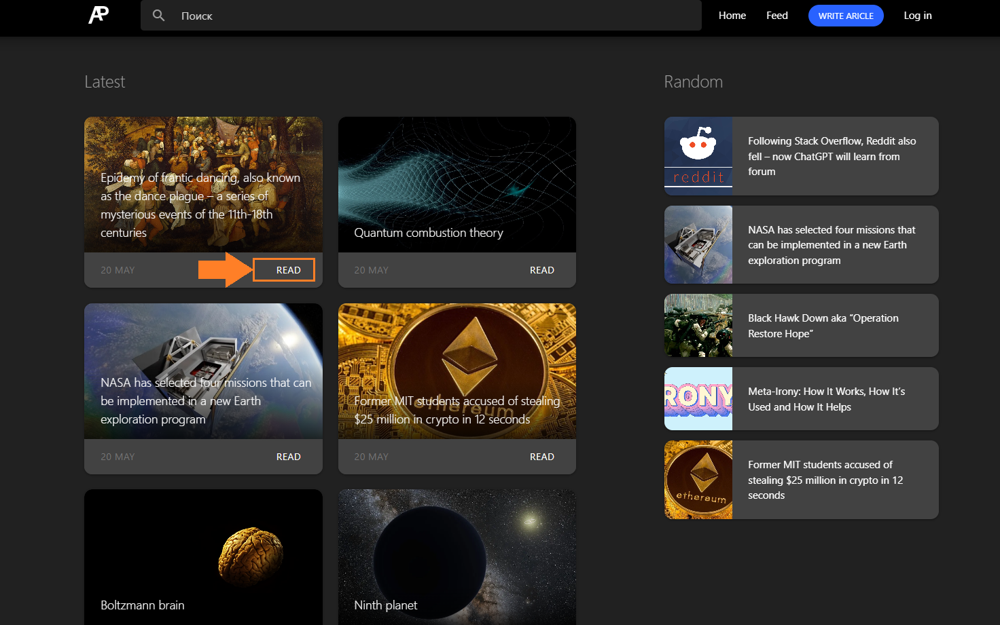 AP
Поиск
Home
Feed
WRITE ARICLE
Log in
Latest
Epidemy of frantic dancing, also known
as the dance plague – a series of
mysterious events of the 11th-18th
centuries
20 MAY
READ
Quantum combustion theory
20 MAY
READ
NASA has selected four missions that can
be implemented in a new Earth
exploration program
20 MAY
READ
ethereum
Former MIT students accused of stealing
$25 million in crypto in 12 seconds
20 MAY
READ
Boltzmann brain
Ninth planet
Random
reddit
Following Stack Overflow, Reddit also
fell – now ChatGPT will learn from
forum
NASA has selected four missions that
can be implemented in a new Earth
exploration program
Black Hawk Down aka “Operation
Restore Hope”
IRONY
Meta-Irony: How It Works, How It’s
Used and How It Helps
ethereum
Former MIT students accused of
stealing $25 million in crypto in 12
seconds